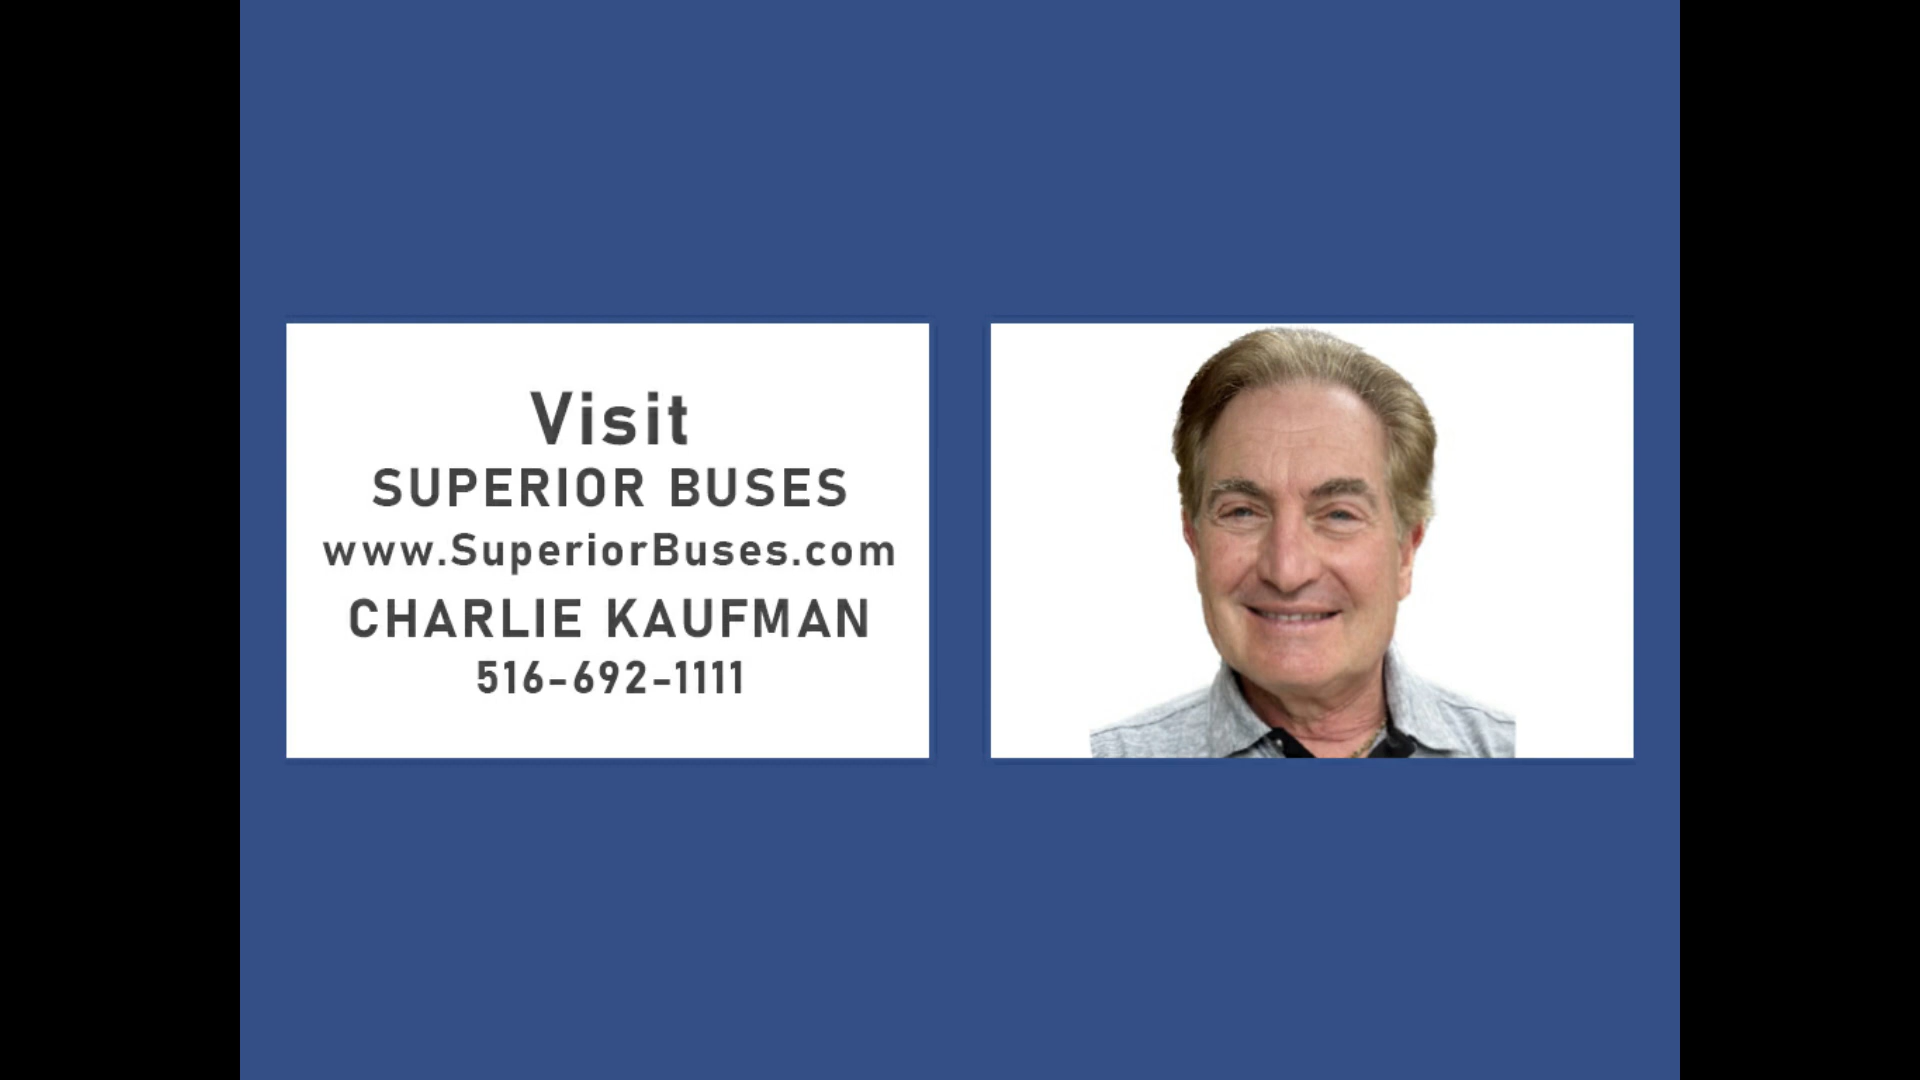 Visit
SUPERIOR BUSES
www.SuperiorBuses.com
CHARLIE KAUFMAN
516-692-1111